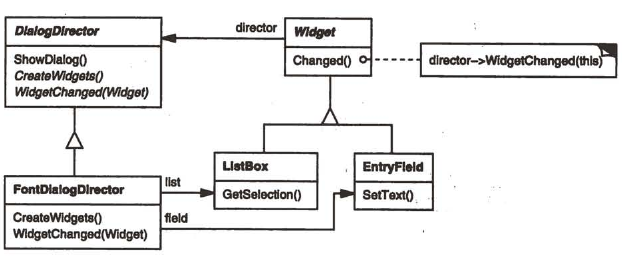 DialogDirector
ShowDialog()
CreateWidgets()
WidgetChanged(Widget)
director
Widget
Changed()
director–>WidgetChanged(this)
FontDialogDirector
CreateWidgets()
WidgetChanged(Widget)
list
field
ListBox
GetSelection()
EntryField
SetText()